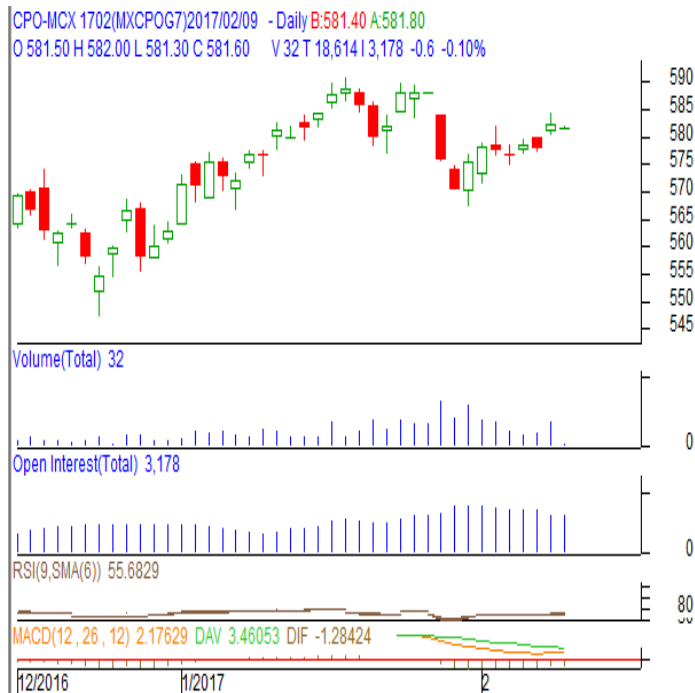 CPO-MCX 1702(MXCPOG7)2017/02/09 - Daily B:581.40 A:581.80
O 581.50 H 582.00 L 581.30 C 581.60 V 32 T 18,614 I 3,178 -0.6 -0.10%
590
585
580
575
570
565
560
555
550
545
Volume(Total) 32
0
Open Interest(Total) 3,178
0
RSI(9,SMA(6)) 55.6829
80
MACD(12 , 26 , 12) 2.17629 DAV 3.46053 DIF -1.28424
12/2016 1/2017 2